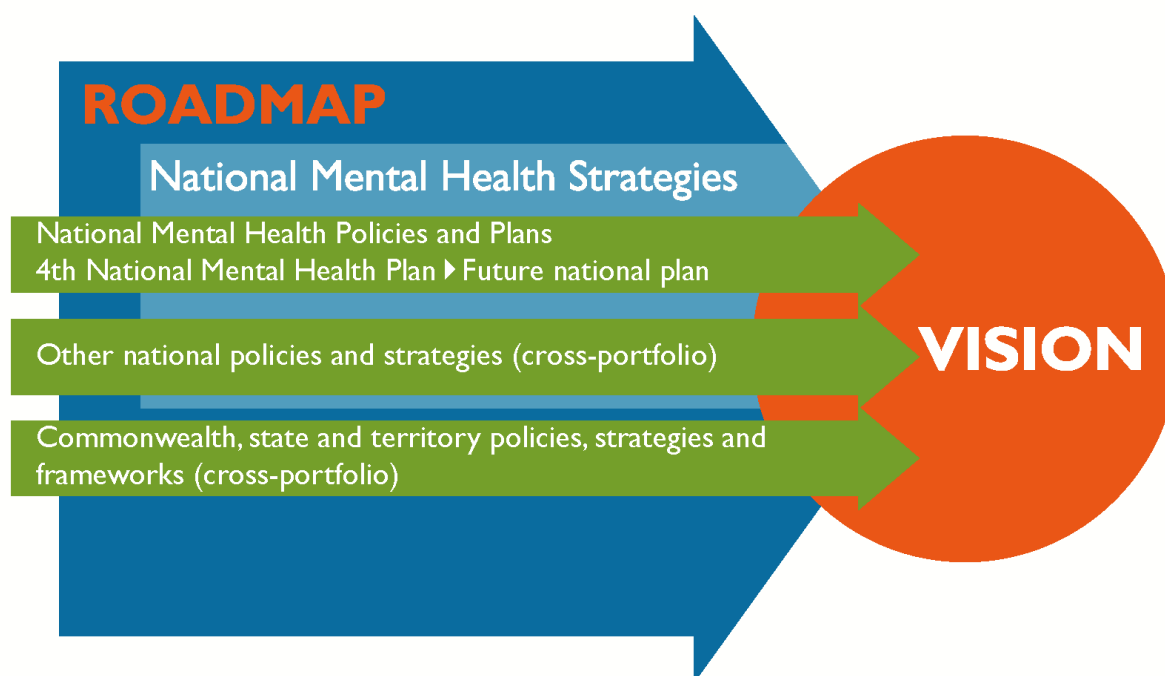 ROADMAP
National Mental Health Strategies
National Mental Health Policies and Plans
4th National Mental Health Plan ▶ Future national plan
Other national policies and strategies (cross-portfolio)
Commonwealth, state and territory policies, strategies and
frameworks (cross-portfolio)
VISION